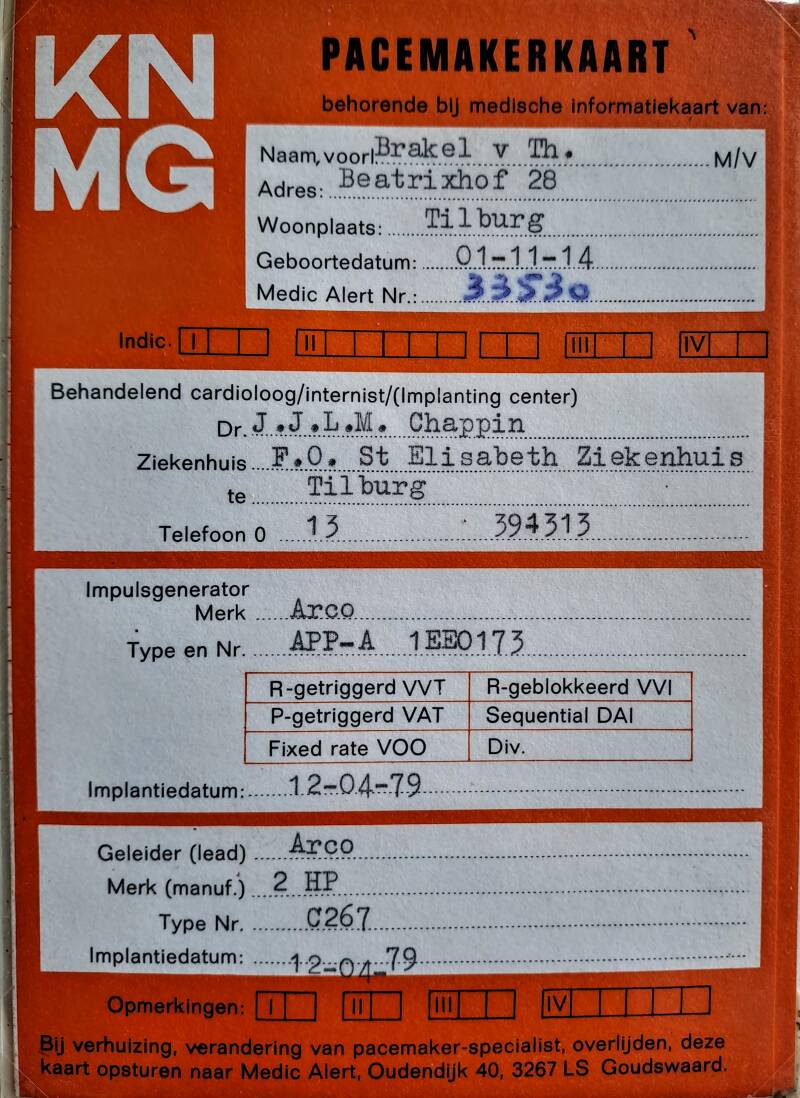 KN
MG
PACEMAKERKAART
behorende bij medische informatiekaart van:
Naam, voorl. Brakel v Th. M/V
Adres: Beatrixhof 28
Woonplaats: Tilburg
Geboortedatum: 01-11-14
Medic Alert Nr.: 33530
Indic. I II III IV
Behandelend cardioloog/internist/(Implanting center)
Dr. J.J.L.M. Chappin
Ziekenhuis F.O. St Elisabeth Ziekenhuis
te Tilburg
Telefoon 0 13 394313
Impulsgenerator
Merk Arco
Type en Nr. APP-A 1EE0173
R-getriggerd VVT R-geblokkeerd VVI
P-getriggerd VAT Sequential DAI
Fixed rate VOO Div.
Implantiedatum: 12-04-79
Geleider (lead) Arco
Merk (manuf.) 2 HP
Type Nr. C267
Implantiedatum: 12-04-79
Opmerkingen: I II III IV
Bij verhuizing, verandering van pacemaker-specialist, overlijden, deze
kaart opsturen naar Medic Alert, Oudendijk 40, 3267 LS Goudswaard.